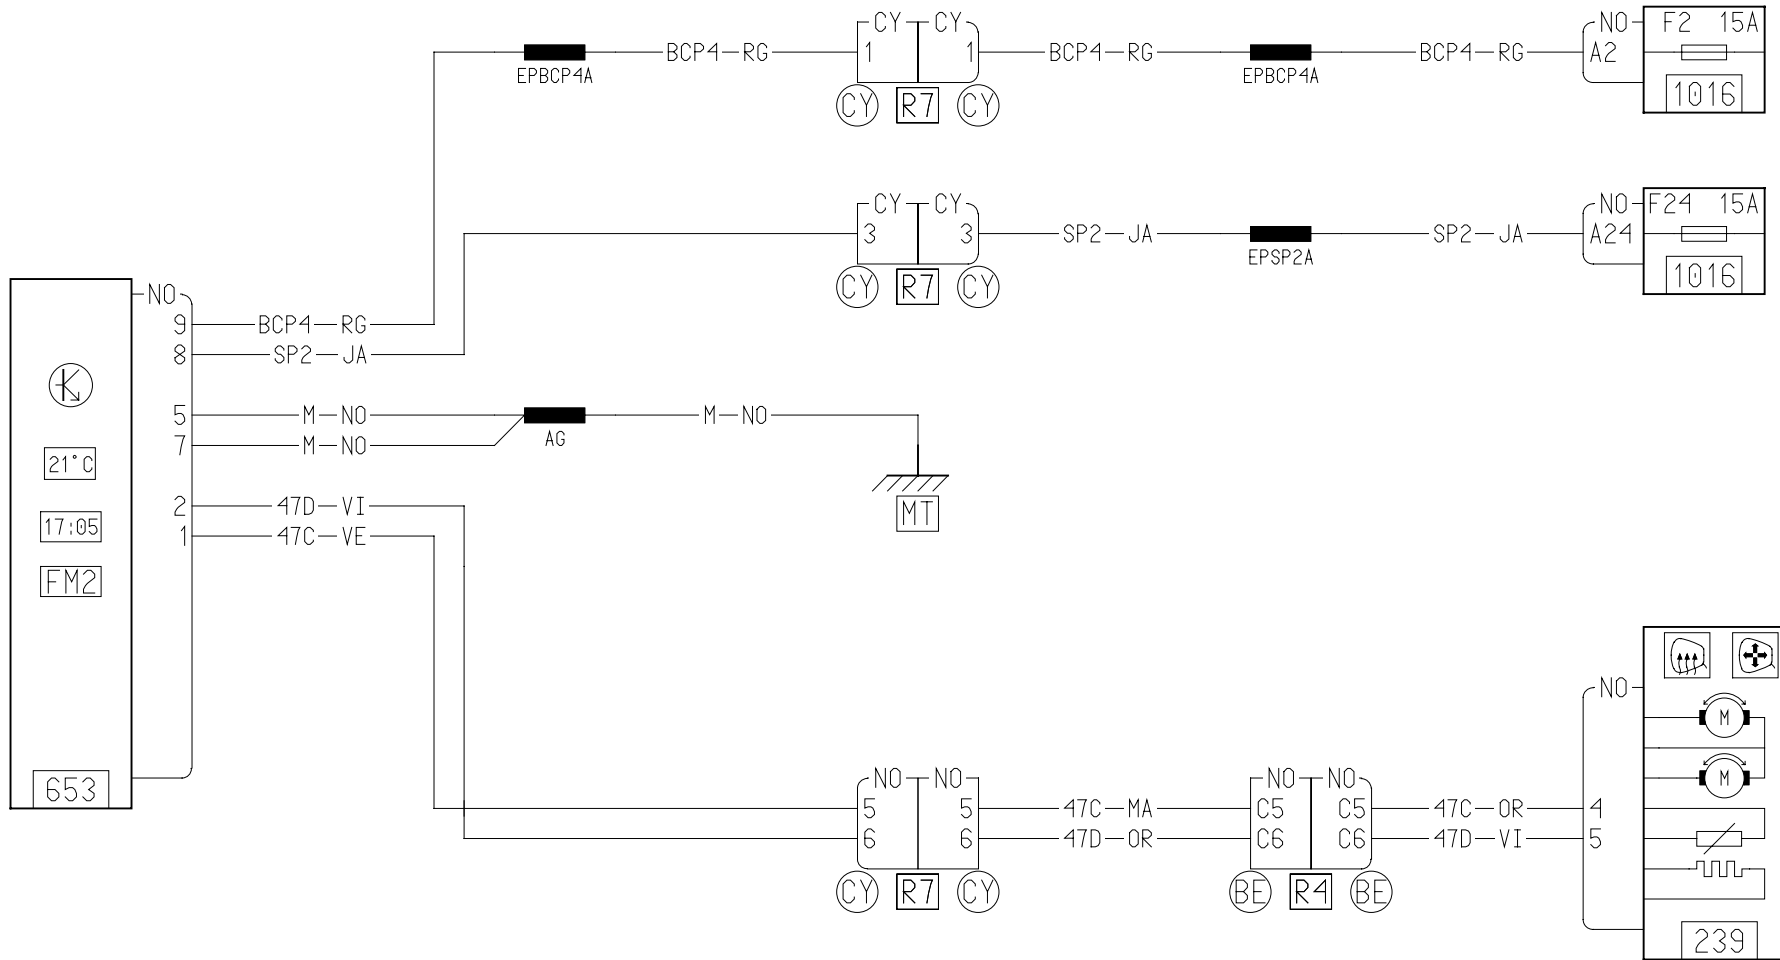 CY CY NO F2 15A
1 BCP4 RG 1 BCP4 RG BCP4 RG A2
EPBCP4A EPBCP4A
CY R7 CY 1016
CY CY NO F24 15A
3 3 SP2 JA SP2 JA A24
EPSP2A
CY R7 CY 1016
NO
9 BCP4 RG
8 SP2 JA
K
5 M NO M NO
AG
7 M NO
21°C
2 47D VI
MT
17:05
1 47C VE
FM2
NO
M
M
653
NO NO NO NO
5 5 47C MA C5 C5 47C OR 4
6 6 47D OR C6 C6 47D VI 5
CY R7 CY BE R4 BE
239